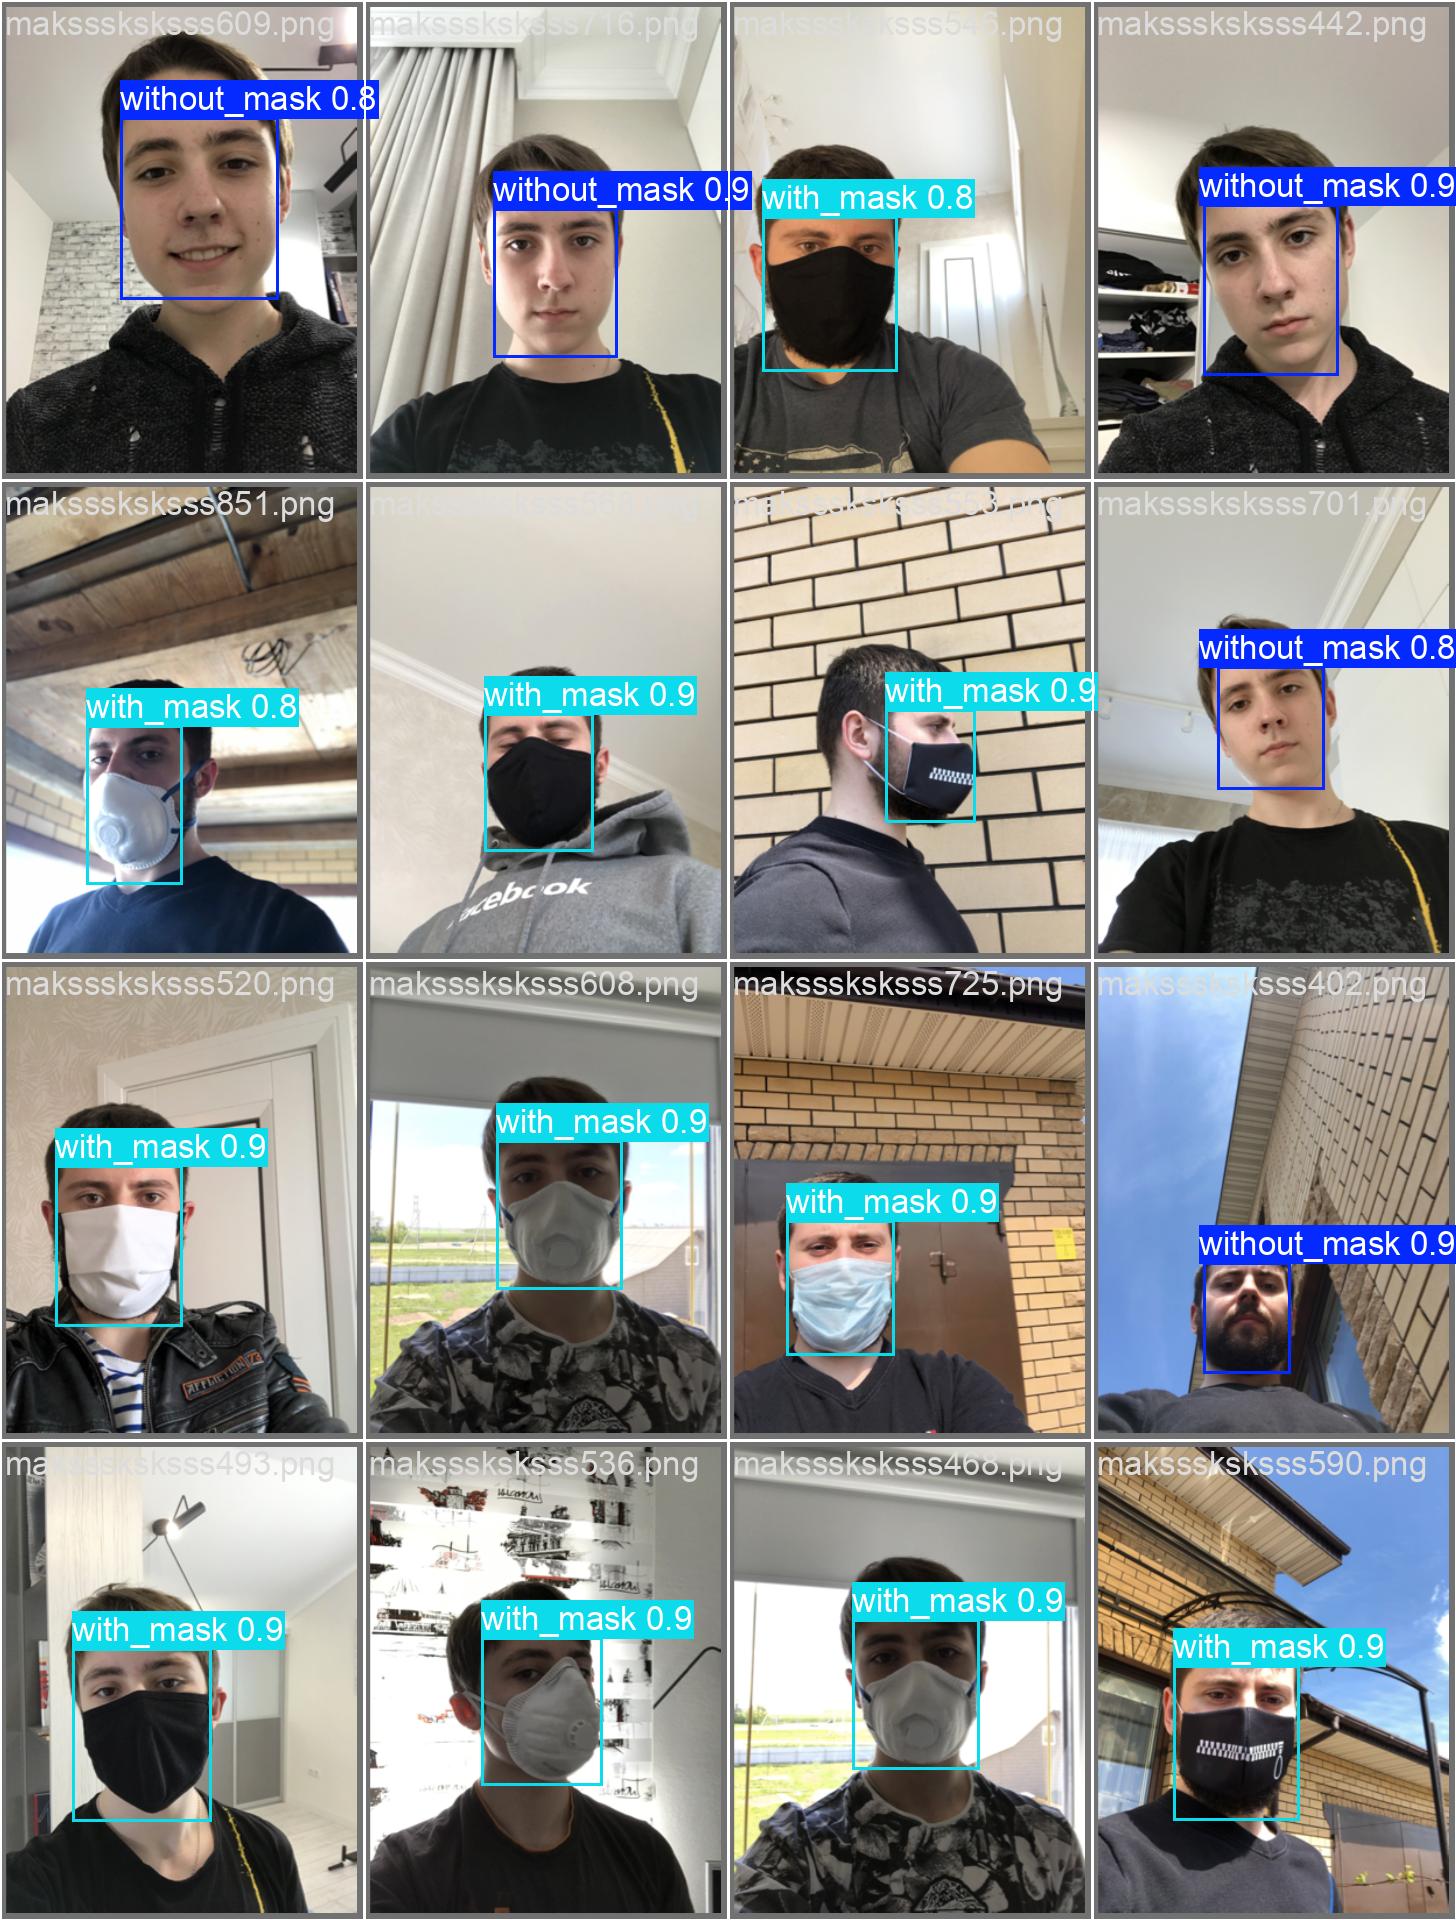 maksssksksss609.png
without_mask 0.8
maksssksksss716.png
without_mask 0.9
maksssksksss546.png
with_mask 0.8
maksssksksss442.png
without_mask 0.9
maksssksksss851.png
with_mask 0.8
with_mask 0.9
facebook
maksssksksss553.png
with_mask 0.9
maksssksksss701.png
without_mask 0.8
maksssksksss520.png
with_mask 0.9
AFFLICTION
maksssksksss608.png
with_mask 0.9
maksssksksss725.png
with_mask 0.9
maksssksksss402.png
without_mask 0.9
maksssksksss493.png
with_mask 0.9
maksssksksss536.png
with_mask 0.9
maksssksksss468.png
with_mask 0.9
maksssksksss590.png
with_mask 0.9